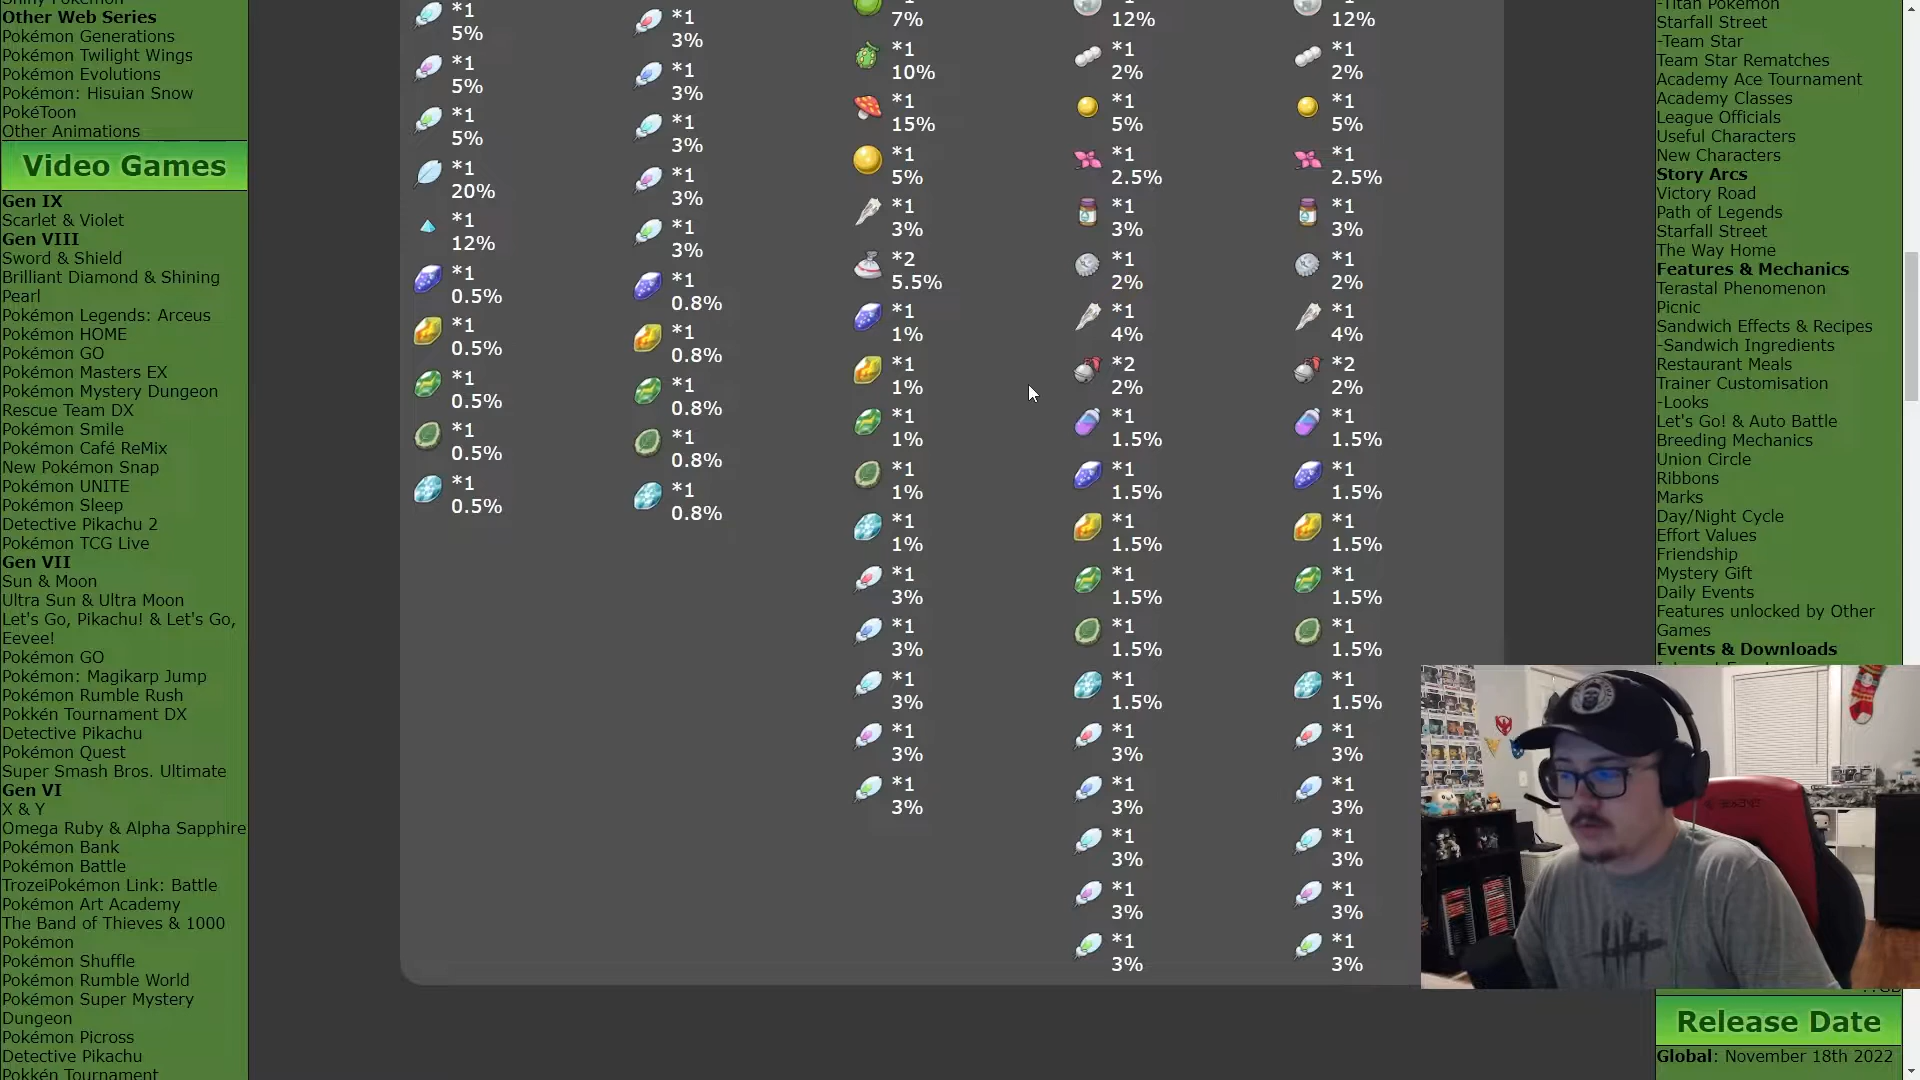 Other Web Series
Pokémon Generations
Pokémon Twilight Wings
Pokémon Evolutions
Pokémon: Hisuian Snow
PokéToon
Other Animations
Video Games
Gen IX
Scarlet & Violet
Gen VIII
Sword & Shield
Brilliant Diamond & Shining
Pearl
Pokémon Legends: Arceus
Pokémon HOME
Pokémon GO
Pokémon Masters EX
Pokémon Mystery Dungeon
Rescue Team DX
Pokémon Smile
Pokémon Café ReMix
New Pokémon Snap
Pokémon UNITE
Pokémon Sleep
Detective Pikachu 2
Pokémon TCG Live
Gen VII
Sun & Moon
Ultra Sun & Ultra Moon
Let's Go, Pikachu! & Let's Go,
Eevee!
Pokémon GO
Pokémon: Magikarp Jump
Pokémon Rumble Rush
Pokkén Tournament DX
Detective Pikachu
Pokémon Quest
Super Smash Bros. Ultimate
Gen VI
X & Y
Omega Ruby & Alpha Sapphire
Pokémon Bank
Pokémon Battle
TrozeiPokémon Link: Battle
Pokémon Art Academy
The Band of Thieves & 1000
Pokémon
Pokémon Shuffle
Pokémon Rumble World
Pokémon Super Mystery
Dungeon
Pokémon Picross
Detective Pikachu
Pokkén Tournament
*1
5%
*1
5%
*1
5%
*1
20%
*1
12%
*1
0.5%
*1
0.5%
*1
0.5%
*1
0.5%
*1
0.5%
*1
3%
*1
3%
*1
3%
*1
3%
*1
3%
*1
0.8%
*1
0.8%
*1
0.8%
*1
0.8%
*1
0.8%
7%
*1
10%
*1
15%
*1
5%
*1
3%
*2
5.5%
*1
1%
*1
1%
*1
1%
*1
1%
*1
1%
*1
3%
*1
3%
*1
3%
*1
3%
*1
3%
12%
*1
2%
*1
5%
*1
2.5%
*1
3%
*1
2%
*1
4%
*2
2%
*1
1.5%
*1
1.5%
*1
1.5%
*1
1.5%
*1
1.5%
*1
1.5%
*1
3%
*1
3%
*1
3%
*1
3%
*1
3%
12%
*1
2%
*1
5%
*1
2.5%
*1
3%
*1
2%
*1
4%
*2
2%
*1
1.5%
*1
1.5%
*1
1.5%
*1
1.5%
*1
1.5%
*1
1.5%
*1
3%
*1
3%
*1
3%
*1
3%
*1
3%
-Titan Pokémon
Starfall Street
-Team Star
Team Star Rematches
Academy Ace Tournament
Academy Classes
League Officials
Useful Characters
New Characters
Story Arcs
Victory Road
Path of Legends
Starfall Street
The Way Home
Features & Mechanics
Terastal Phenomenon
Picnic
Sandwich Effects & Recipes
-Sandwich Ingredients
Restaurant Meals
Trainer Customisation
-Looks
Let's Go! & Auto Battle
Breeding Mechanics
Union Circle
Ribbons
Marks
Day/Night Cycle
Effort Values
Friendship
Mystery Gift
Daily Events
Features unlocked by Other
Games
Events & Downloads
Release Date
Global: November 18th 2022